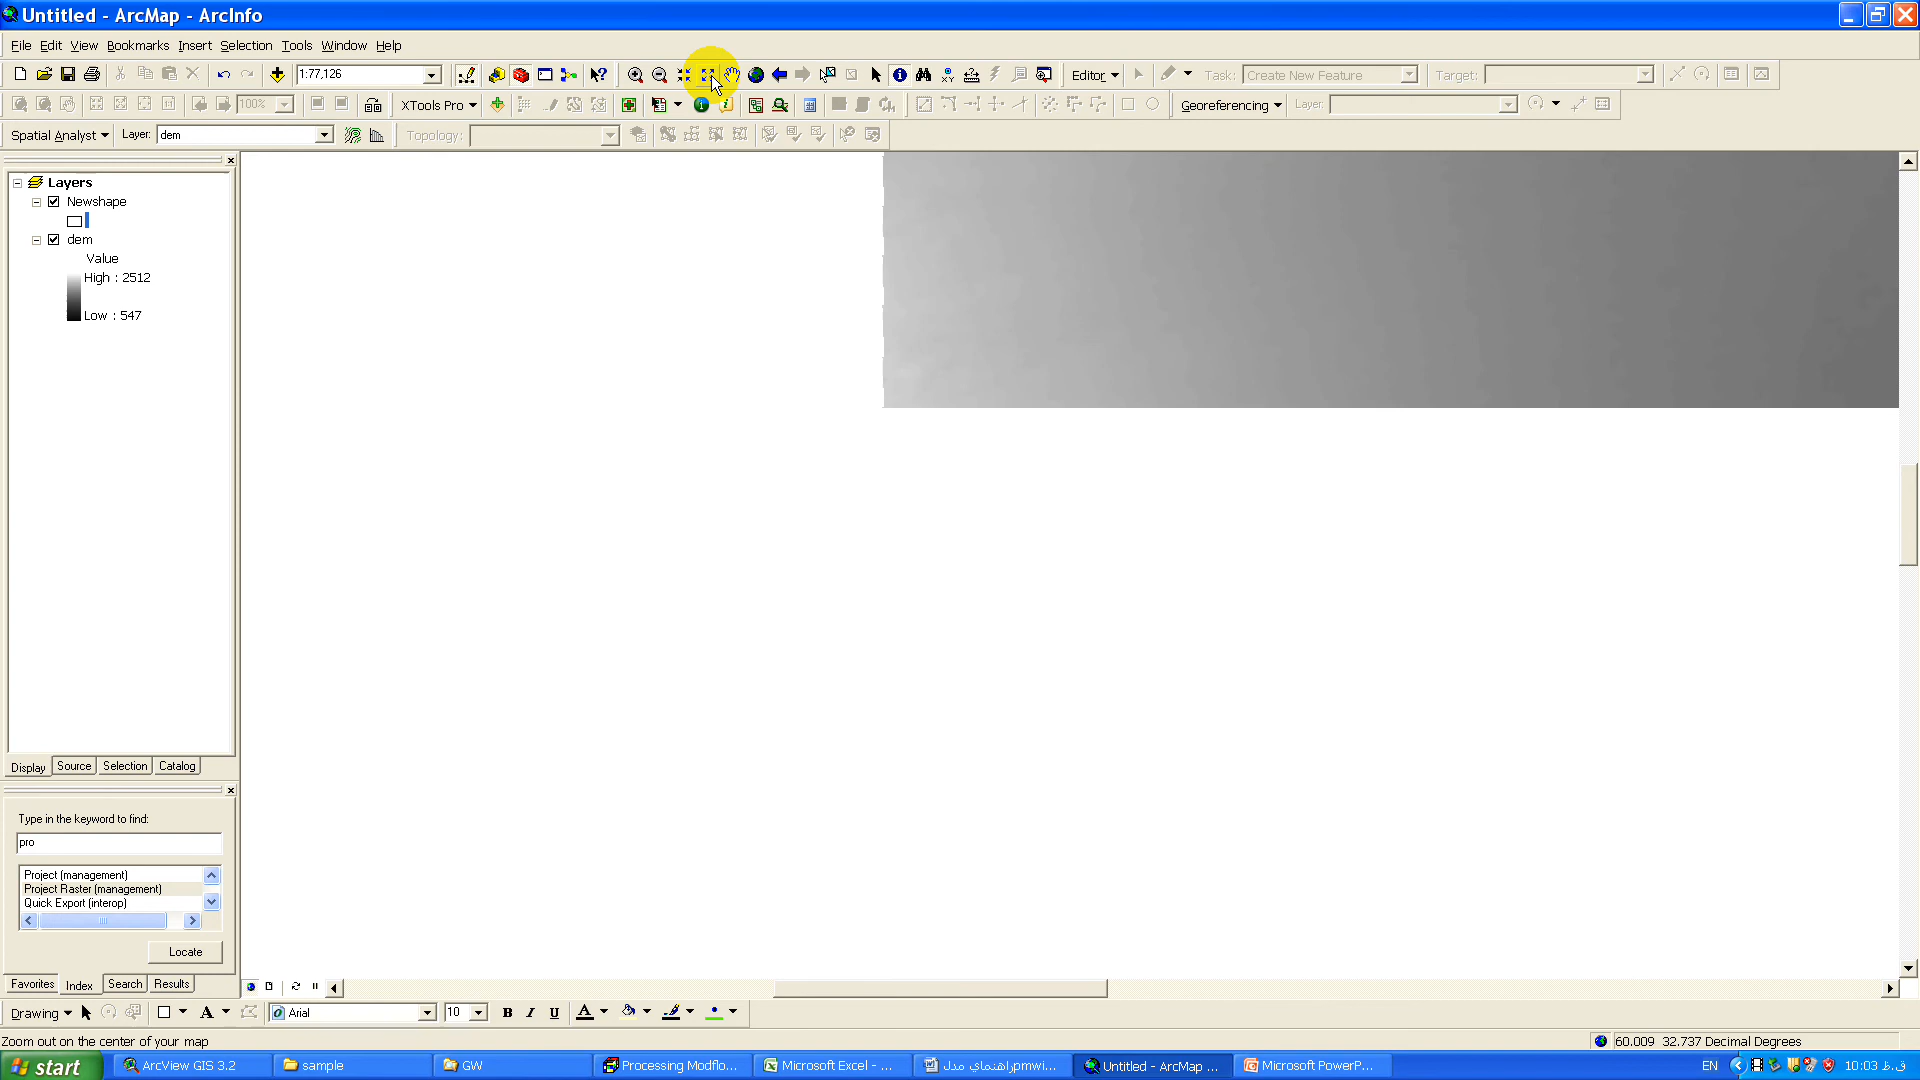 Untitled - ArcMap - ArcInfo
File Edit View Bookmarks Insert Selection Tools Window Help
1:77,126
Editor
Task: Create New Feature
Target:
100%
XTools Pro
Georeferencing
Layer:
Spatial Analyst
Layer: dem
Topology:
Layers
Newshape
dem
Value
High : 2512
Low : 547
Display Source Selection Catalog
Type in the keyword to find:
pro
Project (management)
Project Raster (management)
Quick Export (interop)
Locate
Favorites Index Search Results
Drawing A Arial 10 B I U A
Zoom out on the center of your map
60.009 32.737 Decimal Degrees
start
ArcView GIS 3.2
sample
GW
Processing Modflo...
Microsoft Excel - ...
راهنماي مدلpmwi...
Untitled - ArcMap ...
Microsoft PowerP...
EN
10:03 ق.ظ